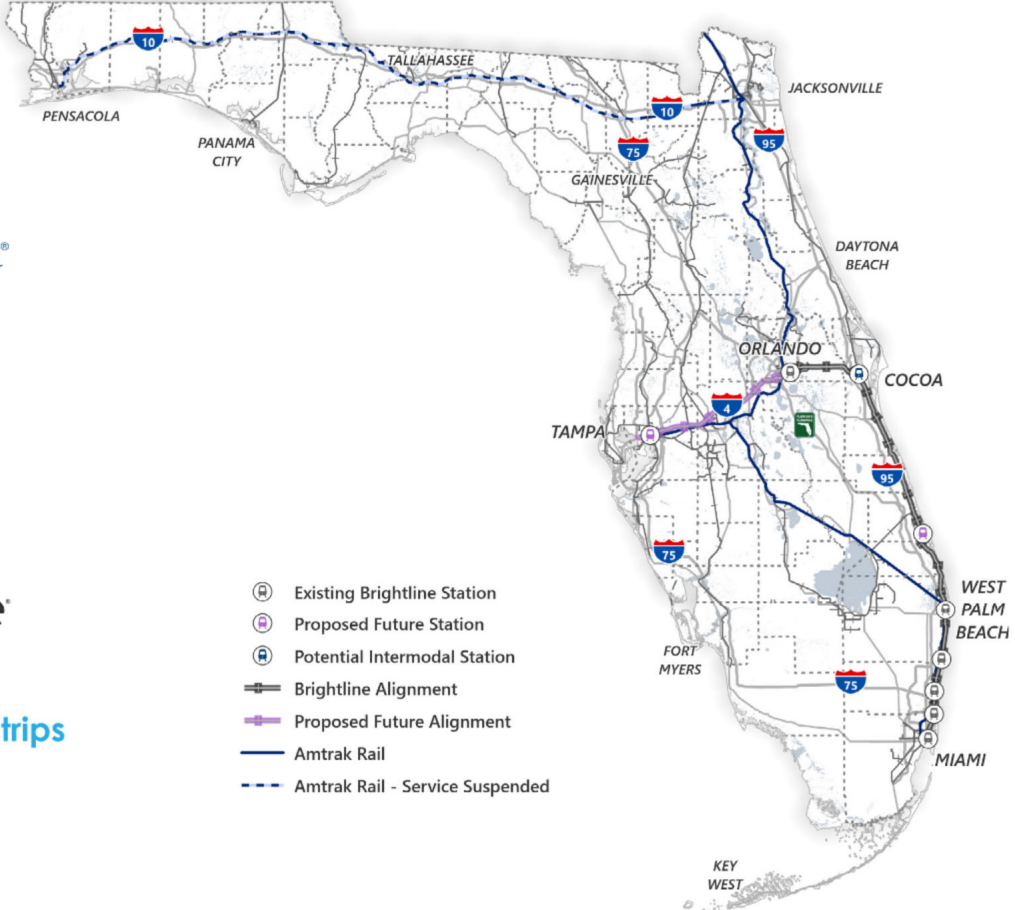 10
TALLAHASSEE
PENSACOLA
PANAMA
CITY
10
JACKSONVILLE
95
75
GAINESVILLE
DAYTONA
BEACH
ORLANDO
COCOA
4
TAMPA
95
75
WEST
PALM
BEACH
FORT
MYERS
75
MIAMI
KEY
WEST
®
e
trips
Existing Brightline Station
Proposed Future Station
Potential Intermodal Station
Brightline Alignment
Proposed Future Alignment
Amtrak Rail
Amtrak Rail - Service Suspended